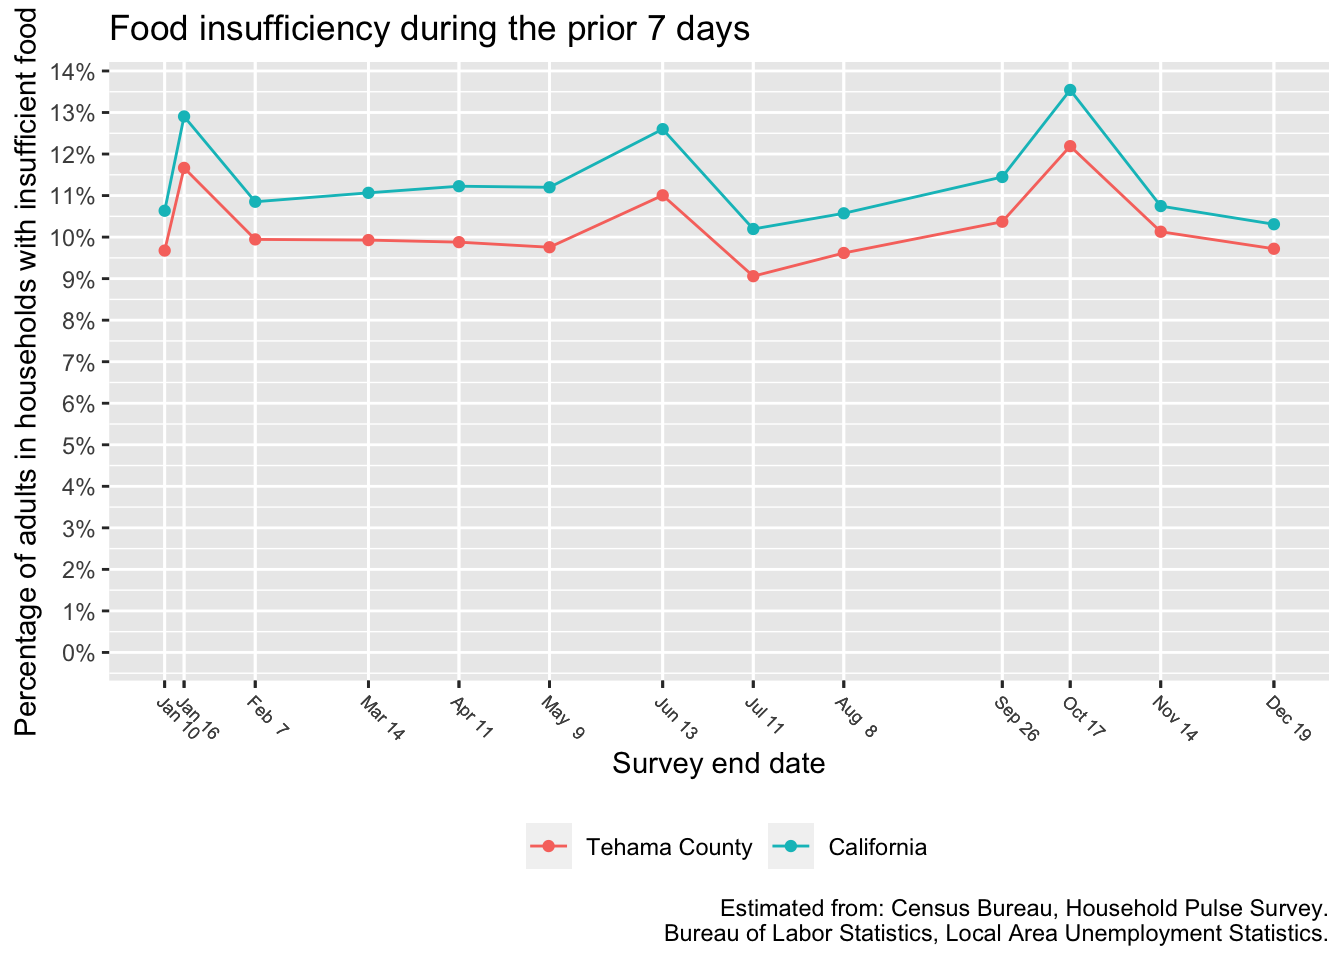 Food insufficiency during the prior 7 days
Percentage of adults in households with insufficient food
14%
13%
12%
11%
10%
9%
8%
7%
6%
5%
4%
3%
2%
1%
0%
Jan 10
Jan 16
Feb 7
Mar 14
Apr 11
May 9
Jun 13
Jul 11
Aug 8
Sep 26
Oct 17
Nov 14
Dec 19
Survey end date
Tehama County
California
Estimated from: Census Bureau, Household Pulse Survey.
Bureau of Labor Statistics, Local Area Unemployment Statistics.